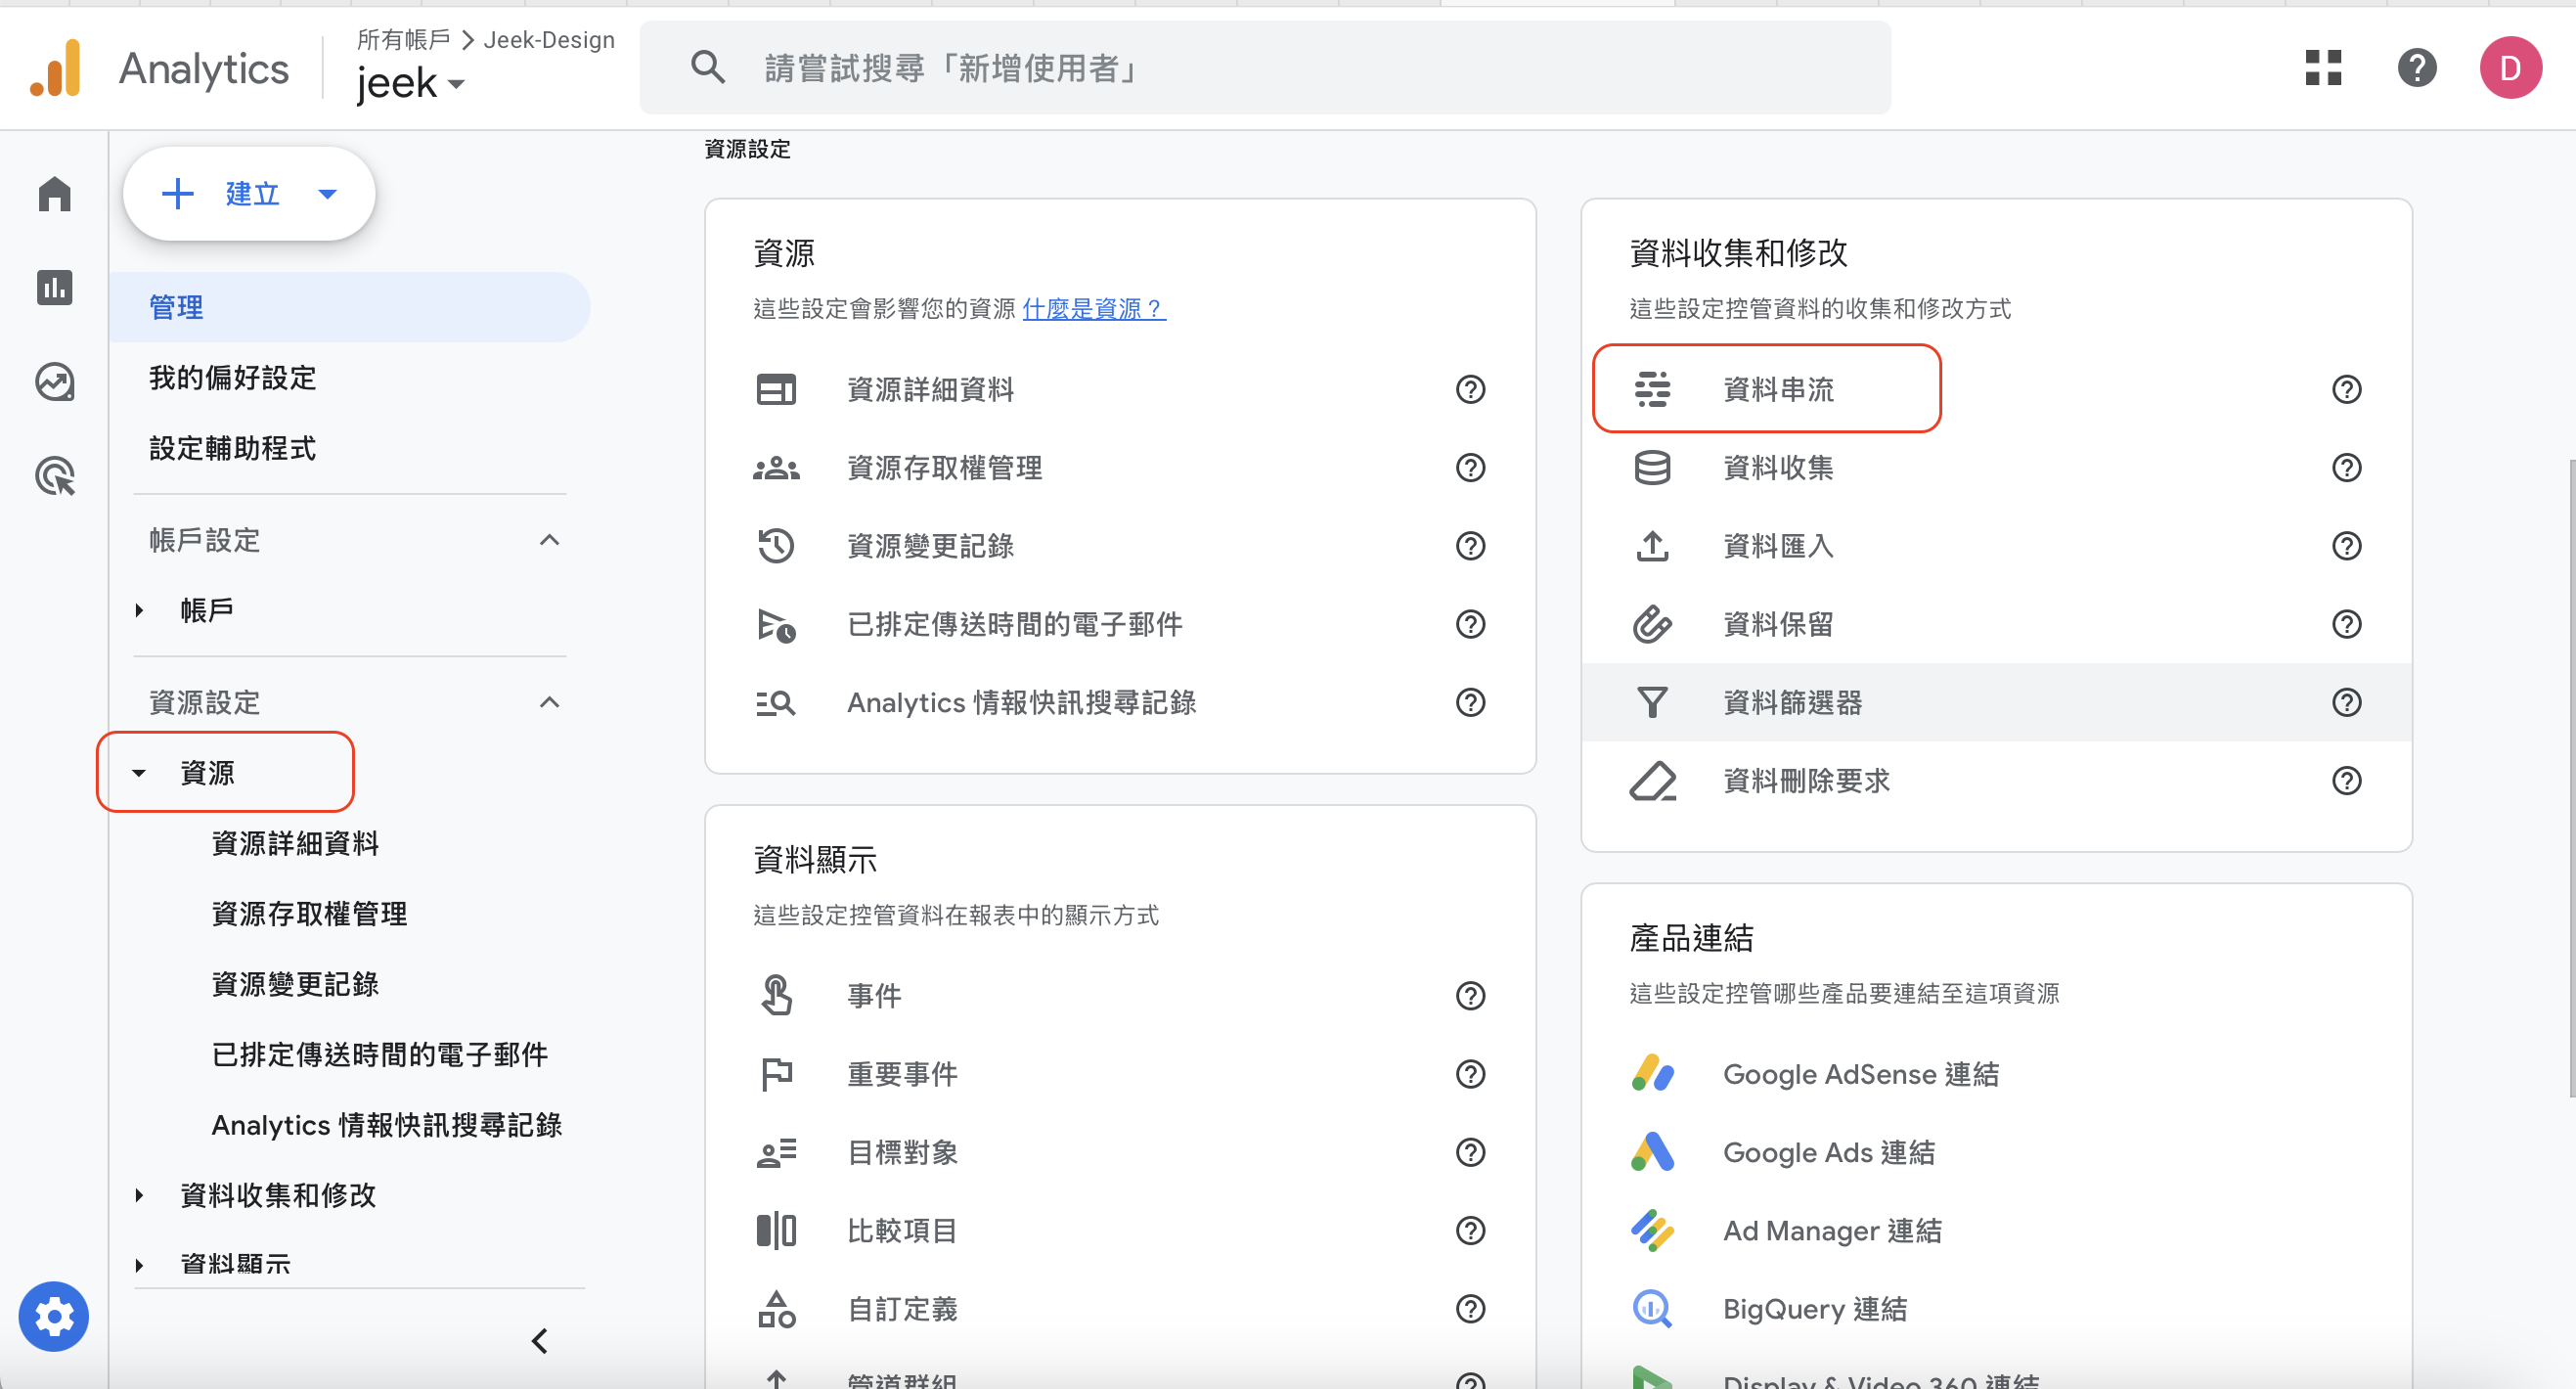 Analytics
所有帳戶 > Jeek-Design
jeek
請嘗試搜尋「新增使用者」
D
建立
管理
我的偏好設定
設定輔助程式
帳戶設定
帳戶
資源設定
資源
資源詳細資料
資源存取權管理
資源變更記錄
已排定傳送時間的電子郵件
Analytics 情報快訊搜尋記錄
資料收集和修改
資料顯示
資源設定
資源
這些設定會影響您的資源 什麼是資源？
資源詳細資料
資源存取權管理
資源變更記錄
已排定傳送時間的電子郵件
Analytics 情報快訊搜尋記錄
資料顯示
這些設定控管資料在報表中的顯示方式
事件
重要事件
目標對象
比較項目
自訂定義
管道群組
資料收集和修改
這些設定控管資料的收集和修改方式
資料串流
資料收集
資料匯入
資料保留
資料篩選器
資料刪除要求
產品連結
這些設定控管哪些產品要連結至這項資源
Google AdSense 連結
Google Ads 連結
Ad Manager 連結
BigQuery 連結
Display & Video 360 連結